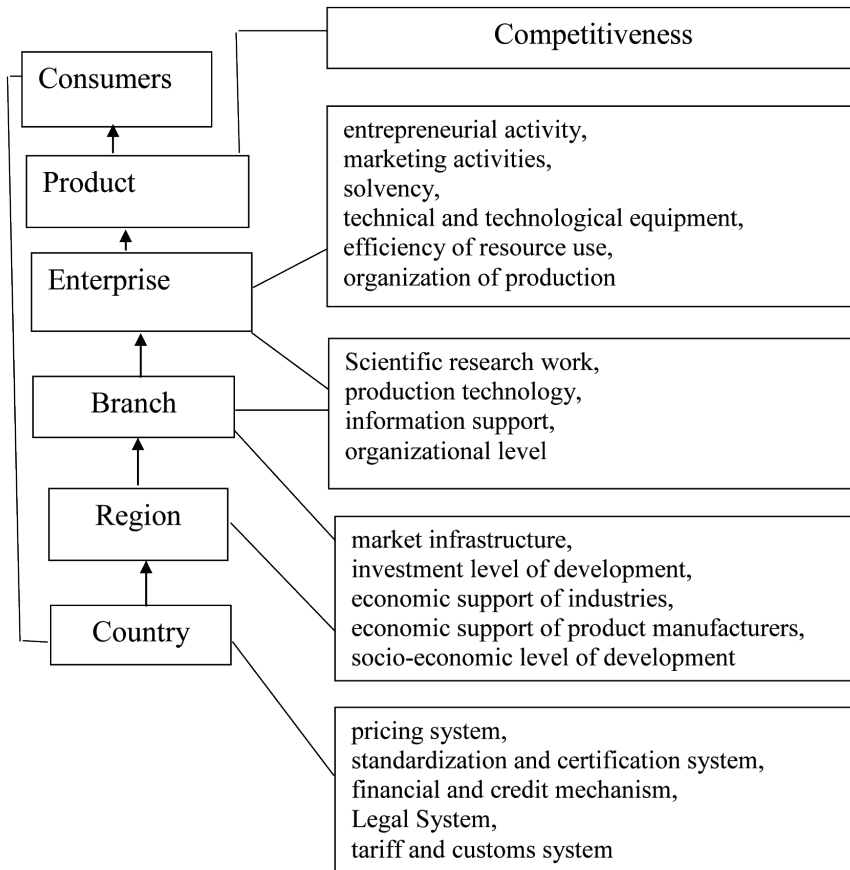 Competitiveness
Consumers
Product
Enterprise
Branch
Region
Country
entrepreneurial activity,
marketing activities,
solvency,
technical and technological equipment,
efficiency of resource use,
organization of production
Scientific research work,
production technology,
information support,
organizational level
market infrastructure,
investment level of development,
economic support of industries,
economic support of product manufacturers,
socio-economic level of development
pricing system,
standardization and certification system,
financial and credit mechanism,
Legal System,
tariff and customs system